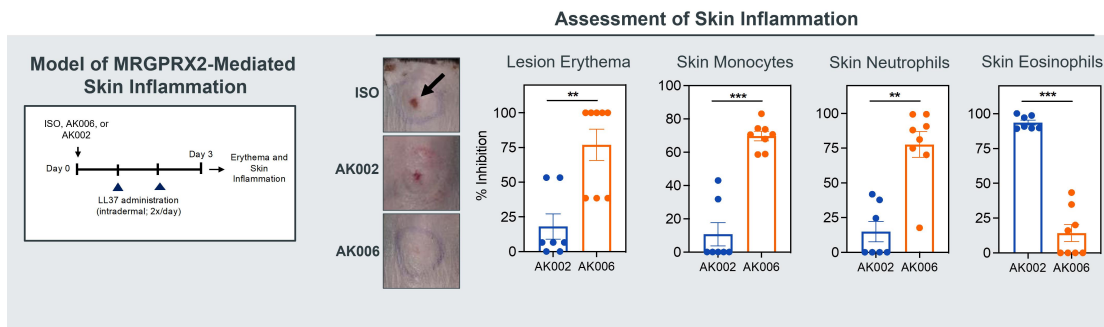 Assessment of Skin Inflammation
Model of MRGPRX2-Mediated
Skin Inflammation
ISO, AK006, or
AK002
Day 0
Day 3
Erythema and
Skin
Inflammation
LL37 administration
(intradermal; 2x/day)
ISO
AK002
AK006
Lesion Erythema
% Inhibition
100
75
50
25
0
**
AK002 AK006
Skin Monocytes
100
80
60
40
20
0
***
AK002 AK006
Skin Neutrophils
100
75
50
25
0
**
AK002 AK006
Skin Eosinophils
100
75
50
25
0
***
AK002 AK006